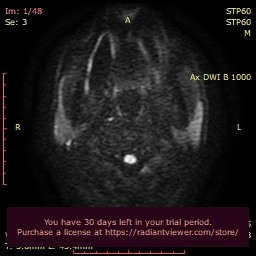 Im: 1/48
Se: 3
STP60
STP60
M
A
Ax DWI B 1000
R
L
You have 30 days left in your trial period.
Purchase a license at https://radiantviewer.com/store/